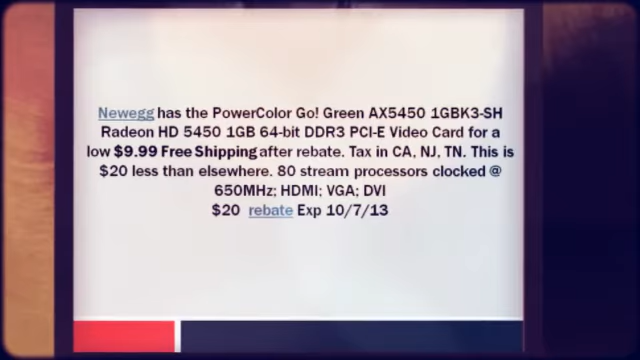 Newegg has the PowerColor Go! Green AX5450 1GBK3-SH
Radeon HD 5450 1GB 64-bit DDR3 PCI-E Video Card for a
low $9.99 Free Shipping after rebate. Tax in CA, NJ, TN. This is
$20 less than elsewhere. 80 stream processors clocked @
650MHz; HDMI; VGA; DVI
$20 rebate Exp 10/7/13